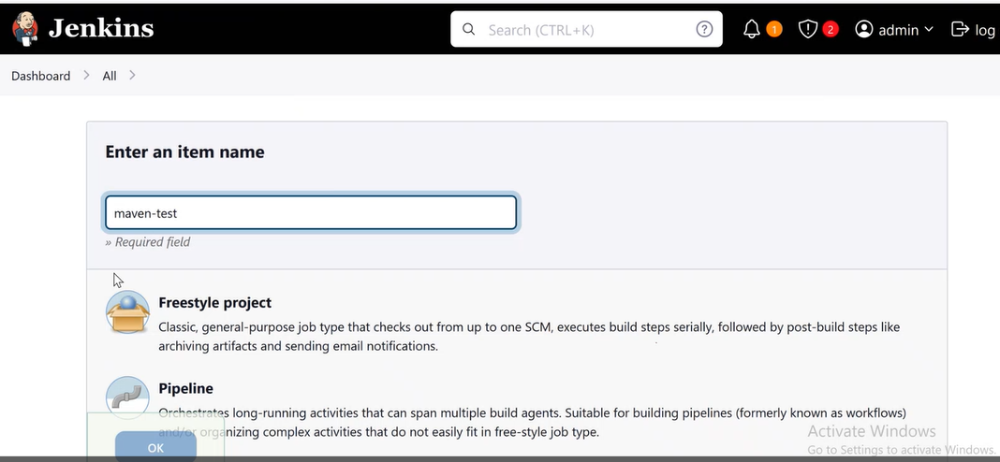 Jenkins
Search (CTRL+K)
?
1
2
admin
log
Dashboard
All
Enter an item name
maven-test
» Required field
Freestyle project
Classic, general-purpose job type that checks out from up to one SCM, executes build steps serially, followed by post-build steps like
archiving artifacts and sending email notifications.
Pipeline
Orchestrates long-running activities that can span multiple build agents. Suitable for building pipelines (formerly known as workflows)
and/or organizing complex activities that do not easily fit in free-style job type.
OK
Activate Windows
Go to Settings to activate Windows.